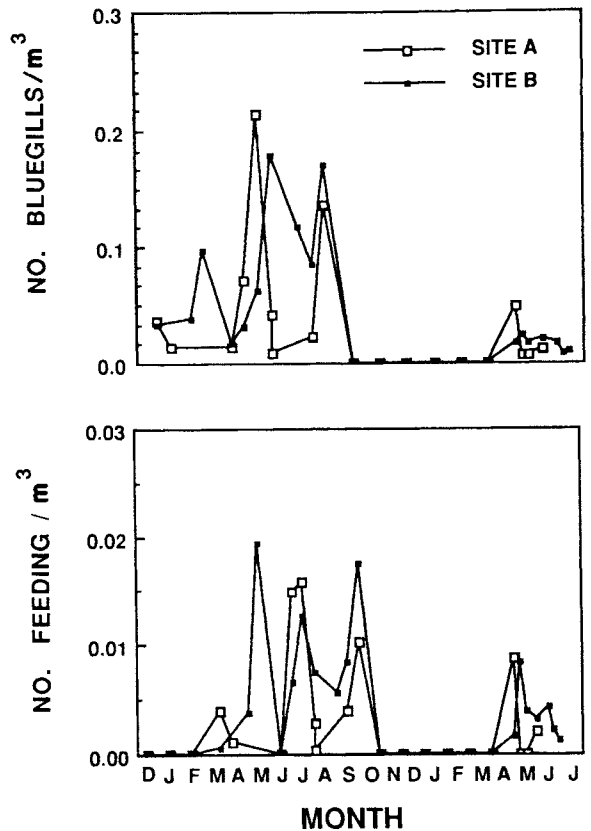 0.3
0.2
0.1
0.0
NO. BLUEGILLS/m³
SITE A
SITE B
0.03
0.02
0.01
0.00
NO. FEEDING / m³
D J F M A M J J A S O N D J F M A M J J
MONTH